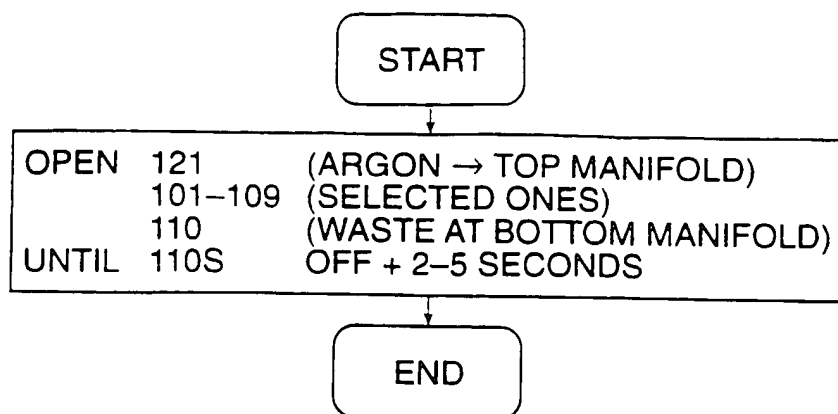 START
OPEN 121 (ARGON → TOP MANIFOLD)
101–109 (SELECTED ONES)
110 (WASTE AT BOTTOM MANIFOLD)
UNTIL 110S OFF + 2–5 SECONDS
END